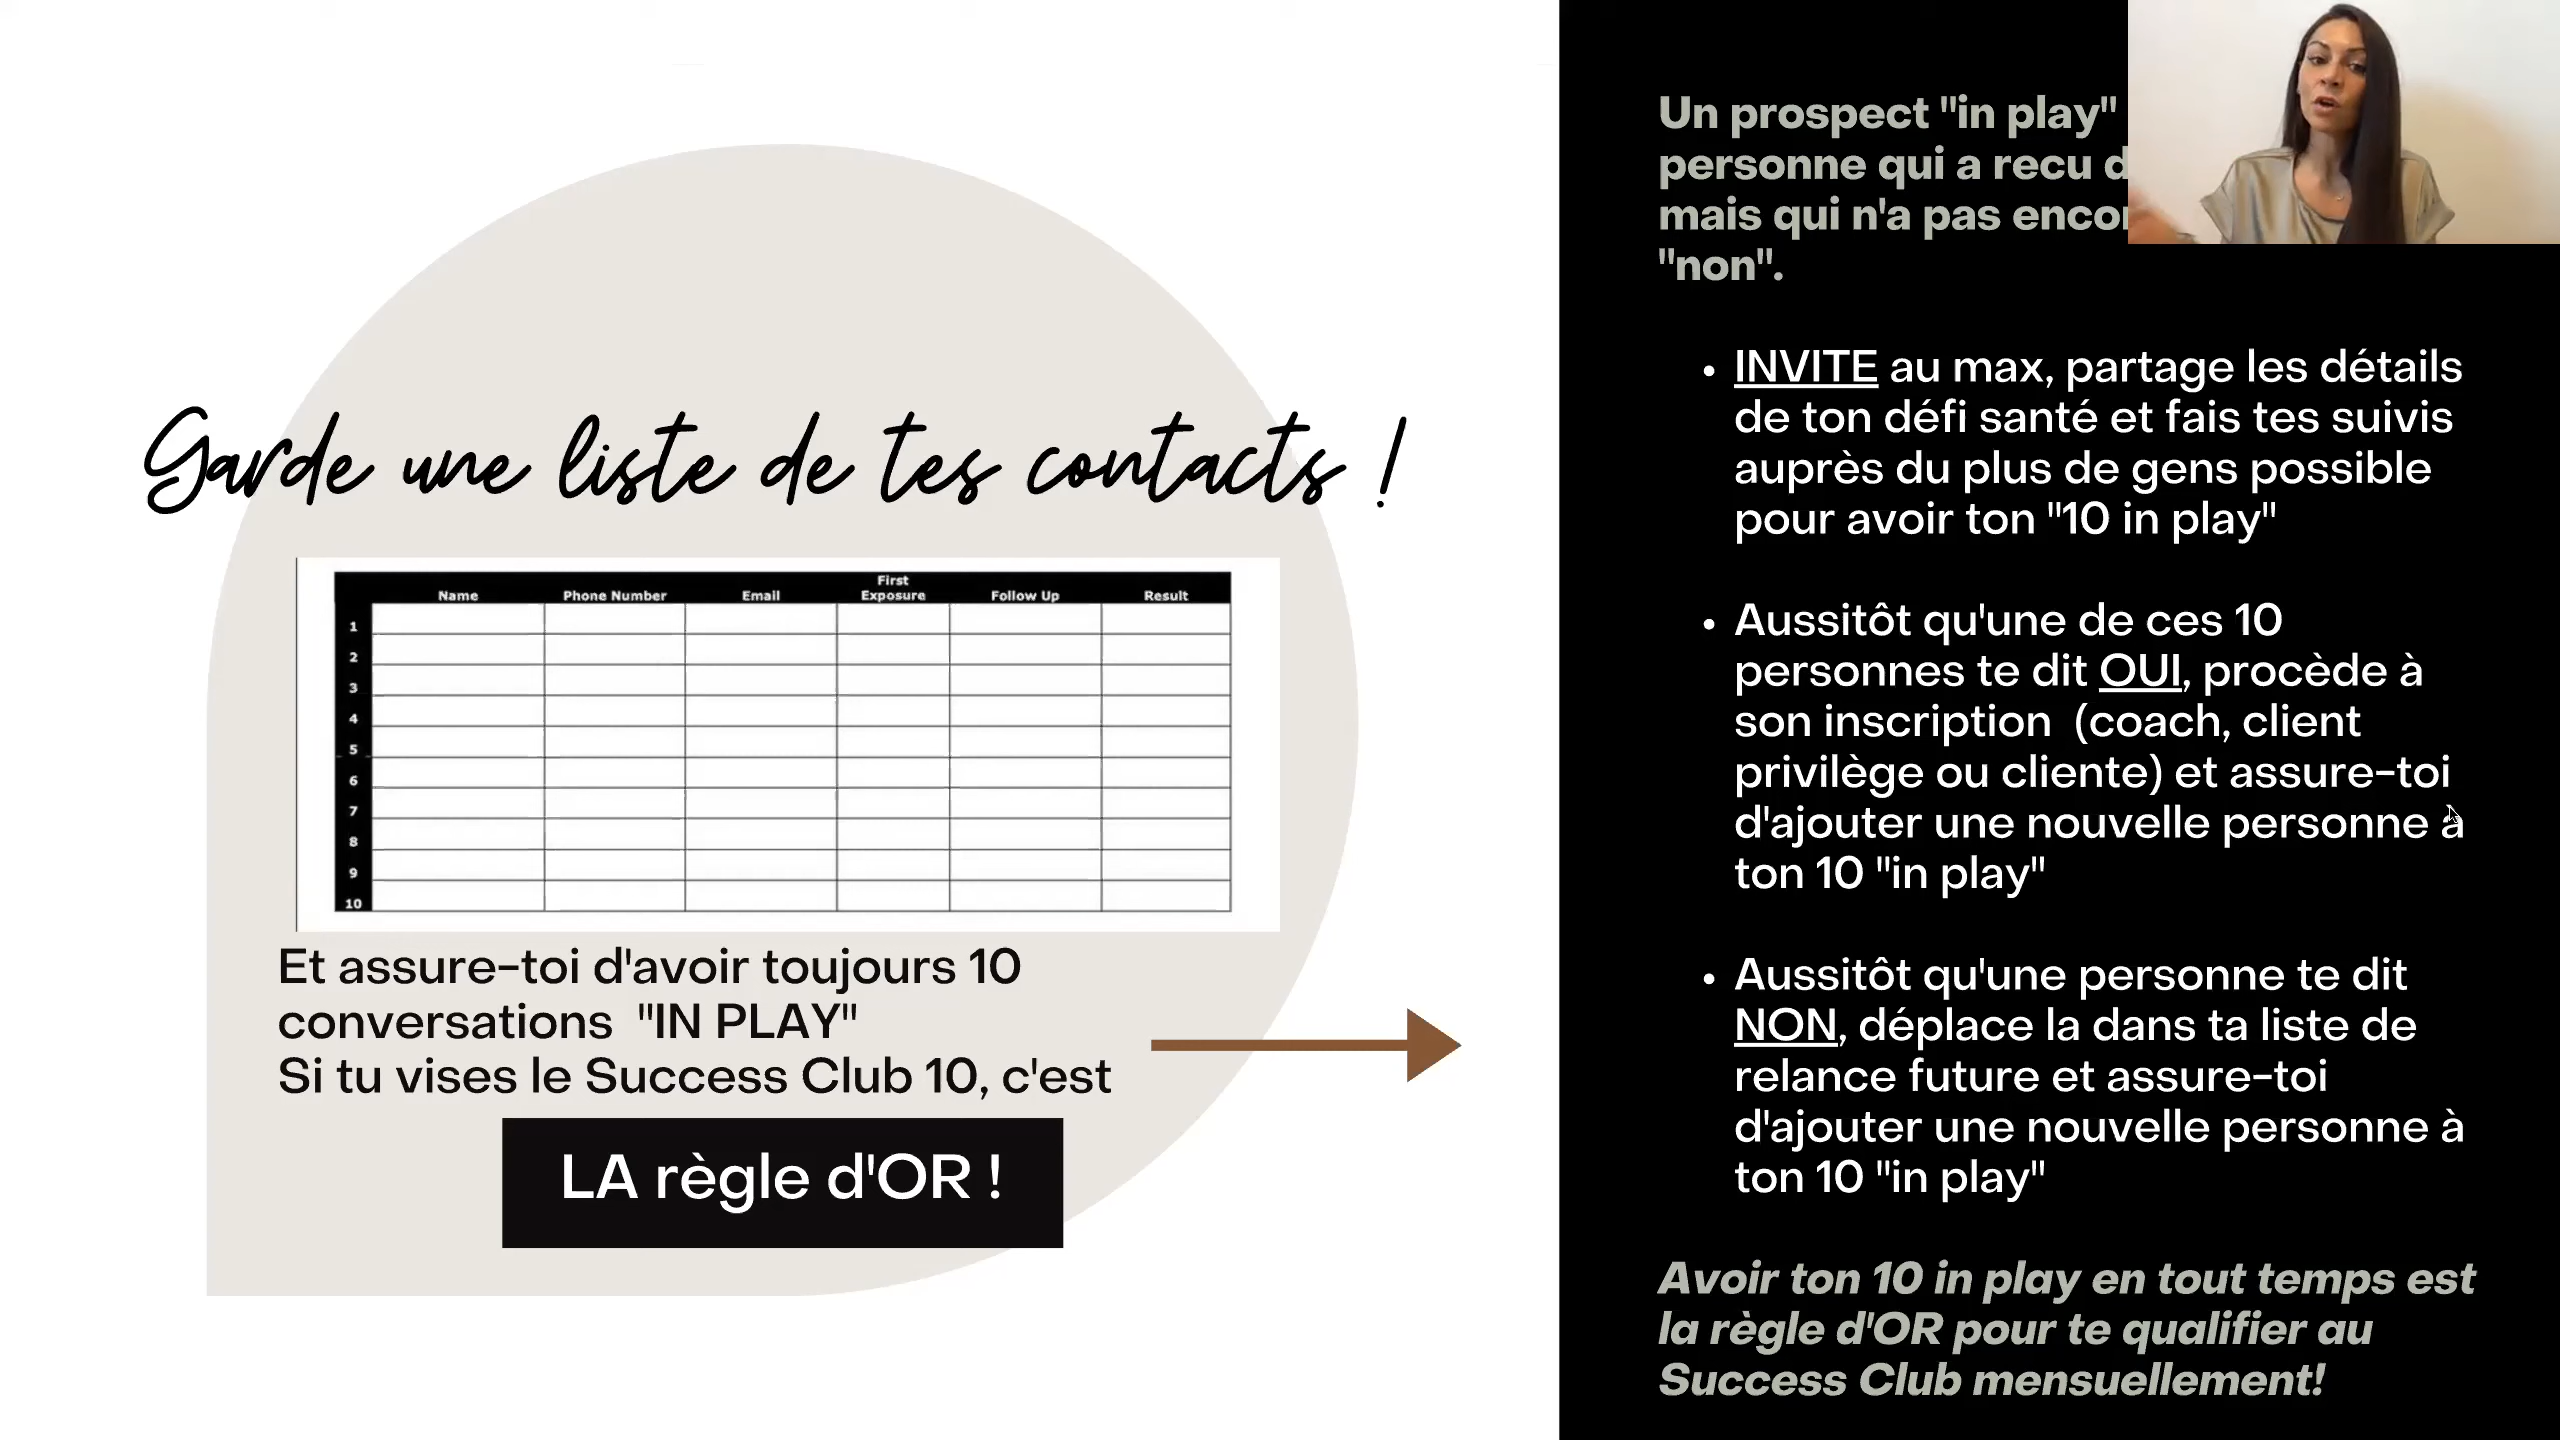 Garde une liste de tes contacts !
Name Phone Number Email First Exposure Follow Up Result
1
2
3
4
5
6
7
8
9
10
Et assure-toi d'avoir toujours 10
conversations "IN PLAY"
Si tu vises le Success Club 10, c'est
LA règle d'OR !
Un prospect "in play"
personne qui a recu
mais qui n'a pas
"non".
• INVITE au max, partage les détails
de ton défi santé et fais tes suivis
auprès du plus de gens possible
pour avoir ton "10 in play"
• Aussitôt qu'une de ces 10
personnes te dit OUI, procède à
son inscription (coach, client
privilège ou cliente) et assure-toi
d'ajouter une nouvelle personne à
ton 10 "in play"
• Aussitôt qu'une personne te dit
NON, déplace la dans ta liste de
relance future et assure-toi
d'ajouter une nouvelle personne à
ton 10 "in play"
Avoir ton 10 in play en tout temps est
la règle d'OR pour te qualifier au
Success Club mensuellement!